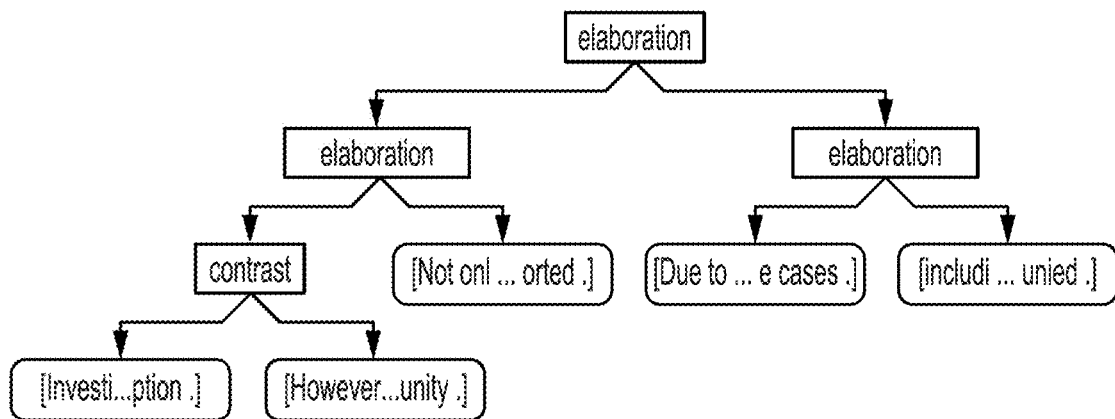 elaboration
elaboration elaboration
contrast [Not onl ... orted .] [Due to ... e cases .] [includi ... unied .]
[Investi...ption .] [However...unity .]